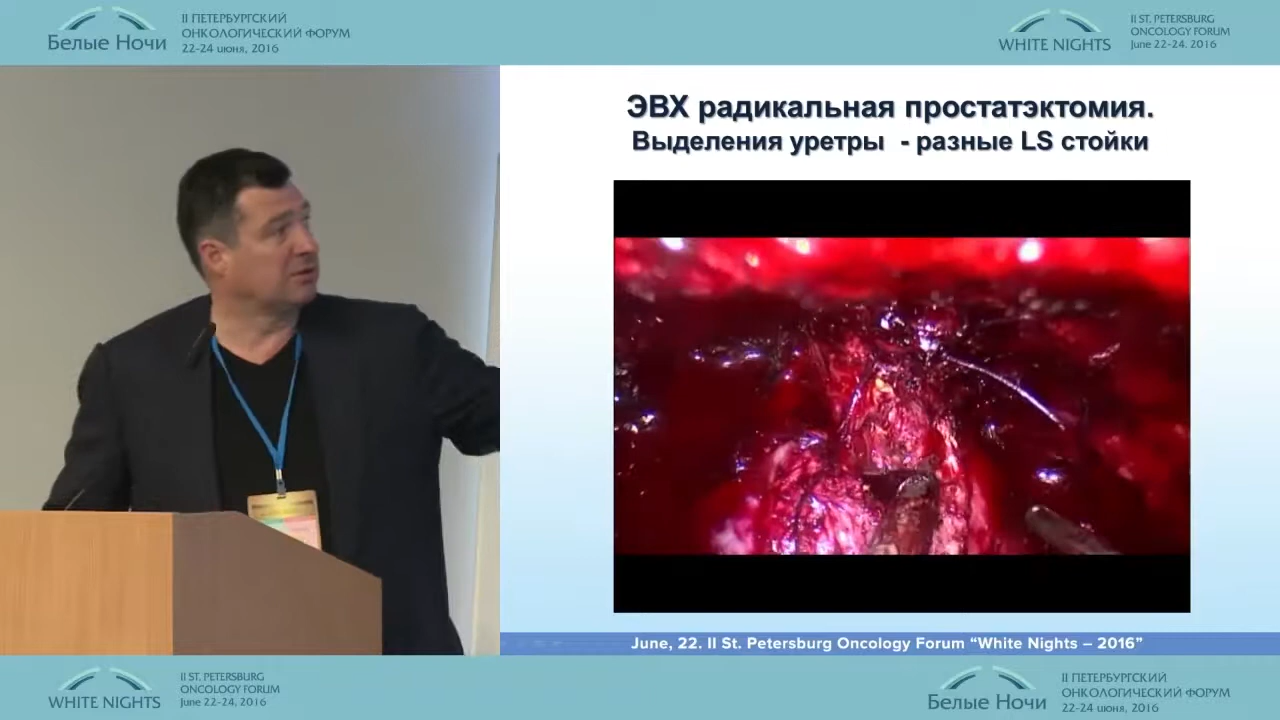 Белые Ночи
II ПЕТЕРБУРГСКИЙ
ОНКОЛОГИЧЕСКИЙ ФОРУМ
22-24 июня, 2016
WHITE NIGHTS
II ST. PETERSBURG
ONCOLOGY FORUM
June 22-24. 2016
ЭВХ радикальная простатэктомия.
Выделения уретры - разные LS стойки
June, 22. II St. Petersburg Oncology Forum “White Nights – 2016”
WHITE NIGHTS
II ST. PETERSBURG
ONCOLOGY FORUM
June 22-24, 2016
Белые Ночи
II ПЕТЕРБУРГСКИЙ
ОНКОЛОГИЧЕСКИЙ ФОРУМ
22-24 июня, 2016